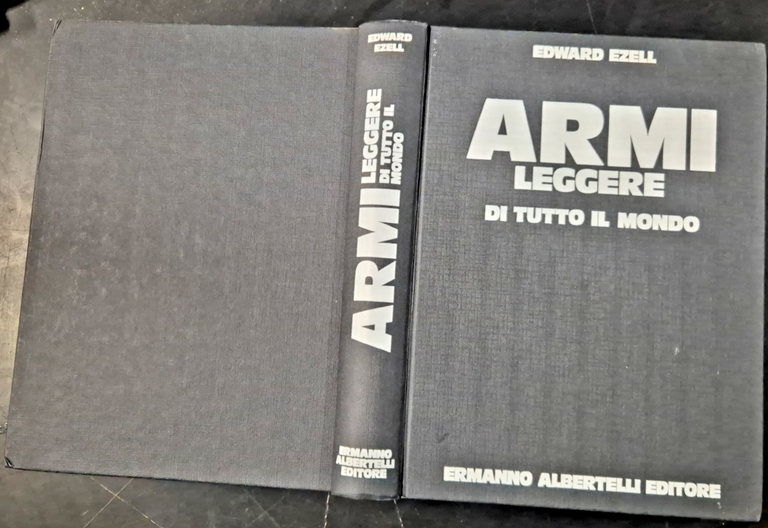 EDWARD
EZELL
ARMI
LEGGERE
DI TUTTO IL
MONDO
ERMANNO
ALBERTELLI
EDITORE
EDWARD EZELL
ARMI
LEGGERE
DI TUTTO IL MONDO
ERMANNO ALBERTELLI EDITORE